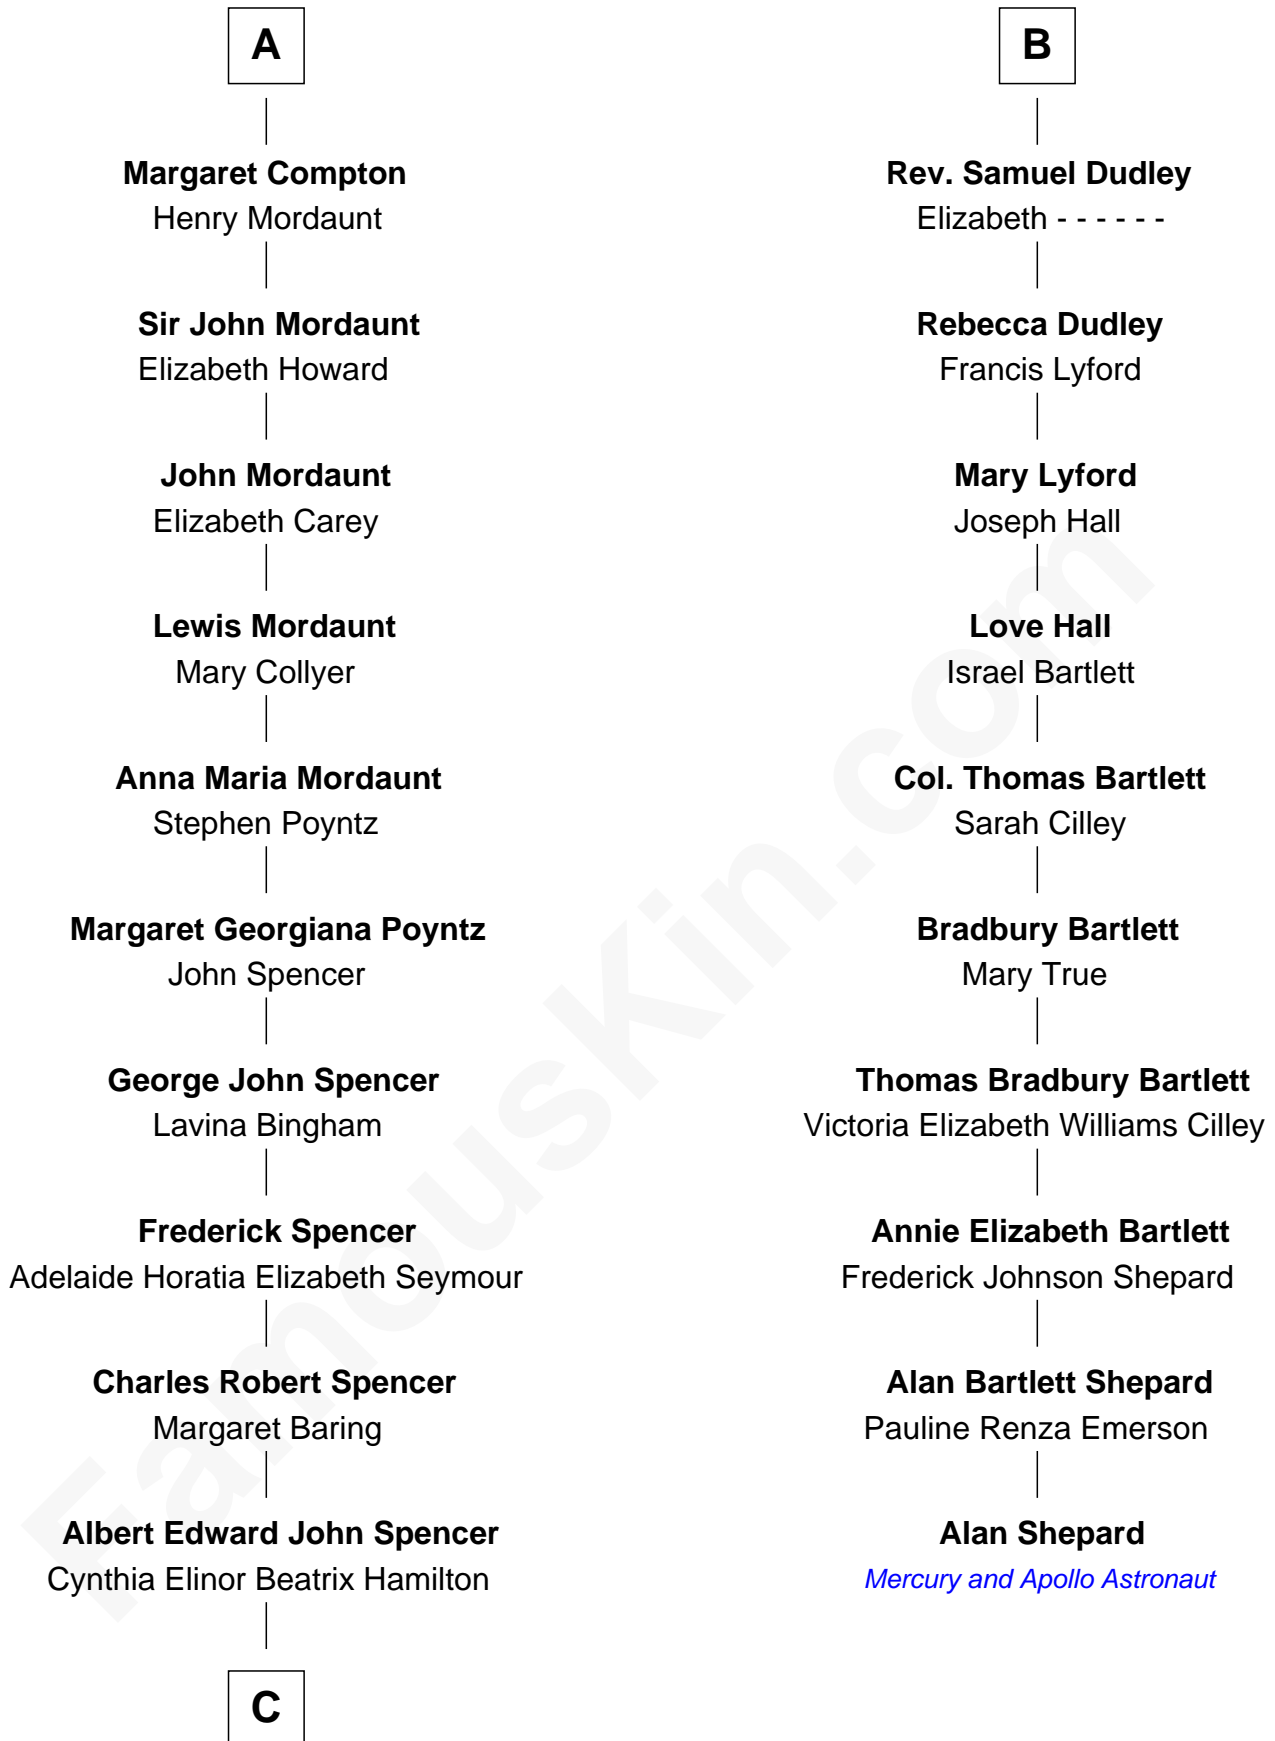 A
Margaret Compton
Henry Mordaunt
Sir John Mordaunt
Elizabeth Howard
John Mordaunt
Elizabeth Carey
Lewis Mordaunt
Mary Collyer
Anna Maria Mordaunt
Stephen Poyntz
Margaret Georgiana Poyntz
John Spencer
George John Spencer
Lavina Bingham
Frederick Spencer
Adelaide Horatia Elizabeth Seymour
Charles Robert Spencer
Margaret Baring
Albert Edward John Spencer
Cynthia Elinor Beatrix Hamilton
C
B
Rev. Samuel Dudley
Elizabeth - - - - - -
Rebecca Dudley
Francis Lyford
Mary Lyford
Joseph Hall
Love Hall
Israel Bartlett
Col. Thomas Bartlett
Sarah Cilley
Bradbury Bartlett
Mary True
Thomas Bradbury Bartlett
Victoria Elizabeth Williams Cilley
Annie Elizabeth Bartlett
Frederick Johnson Shepard
Alan Bartlett Shepard
Pauline Renza Emerson
Alan Shepard
Mercury and Apollo Astronaut
FamousKin.com